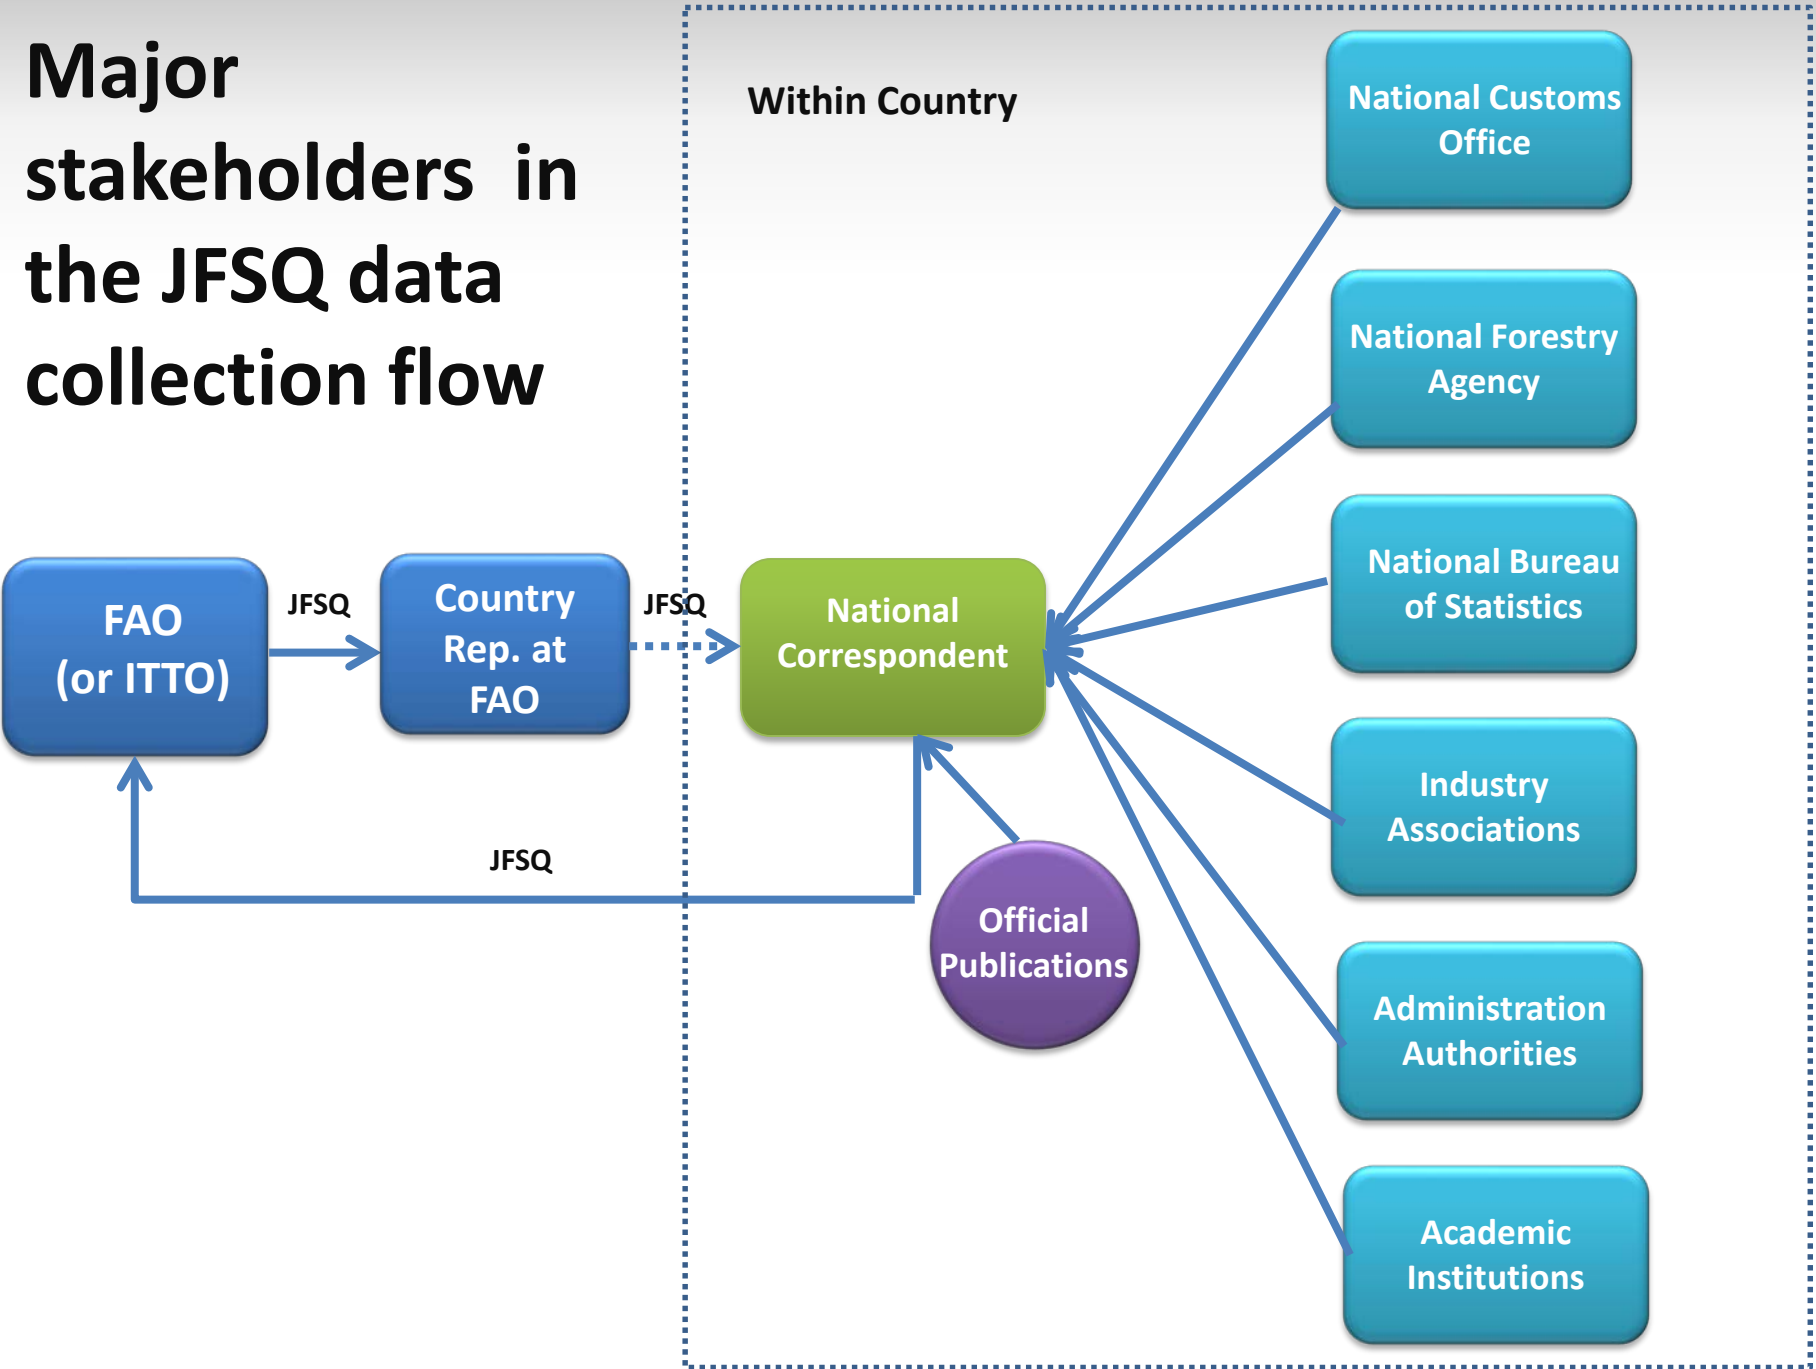 Major
stakeholders in
the JFSQ data
collection flow
Within Country
National Customs
Office
National Forestry
Agency
National Bureau
of Statistics
Industry
Associations
Administration
Authorities
Academic
Institutions
FAO
(or ITTO)
JFSQ
Country
Rep. at
FAO
JFSQ
National
Correspondent
JFSQ
Official
Publications